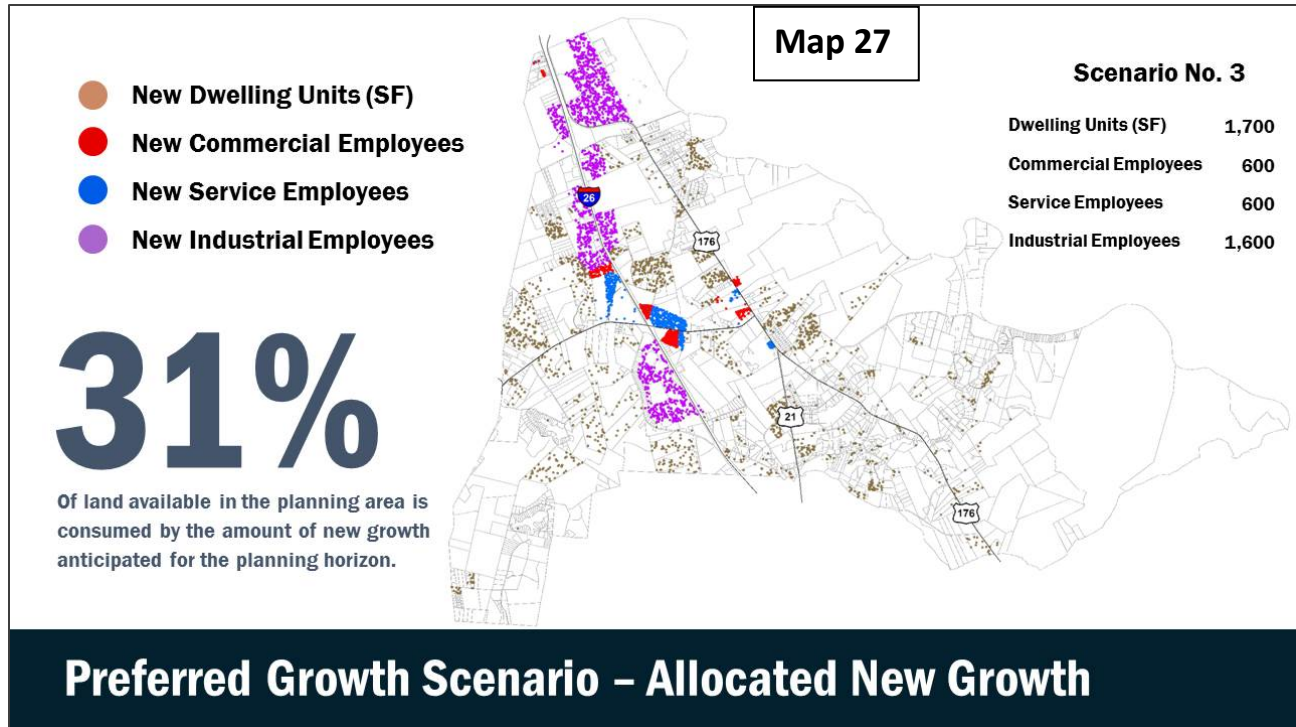 Map 27
New Dwelling Units (SF)
New Commercial Employees
New Service Employees
New Industrial Employees
31%
Of land available in the planning area is
consumed by the amount of new growth
anticipated for the planning horizon.
26
176
21
176
Scenario No. 3
Dwelling Units (SF) 1,700
Commercial Employees 600
Service Employees 600
Industrial Employees 1,600
Preferred Growth Scenario – Allocated New Growth